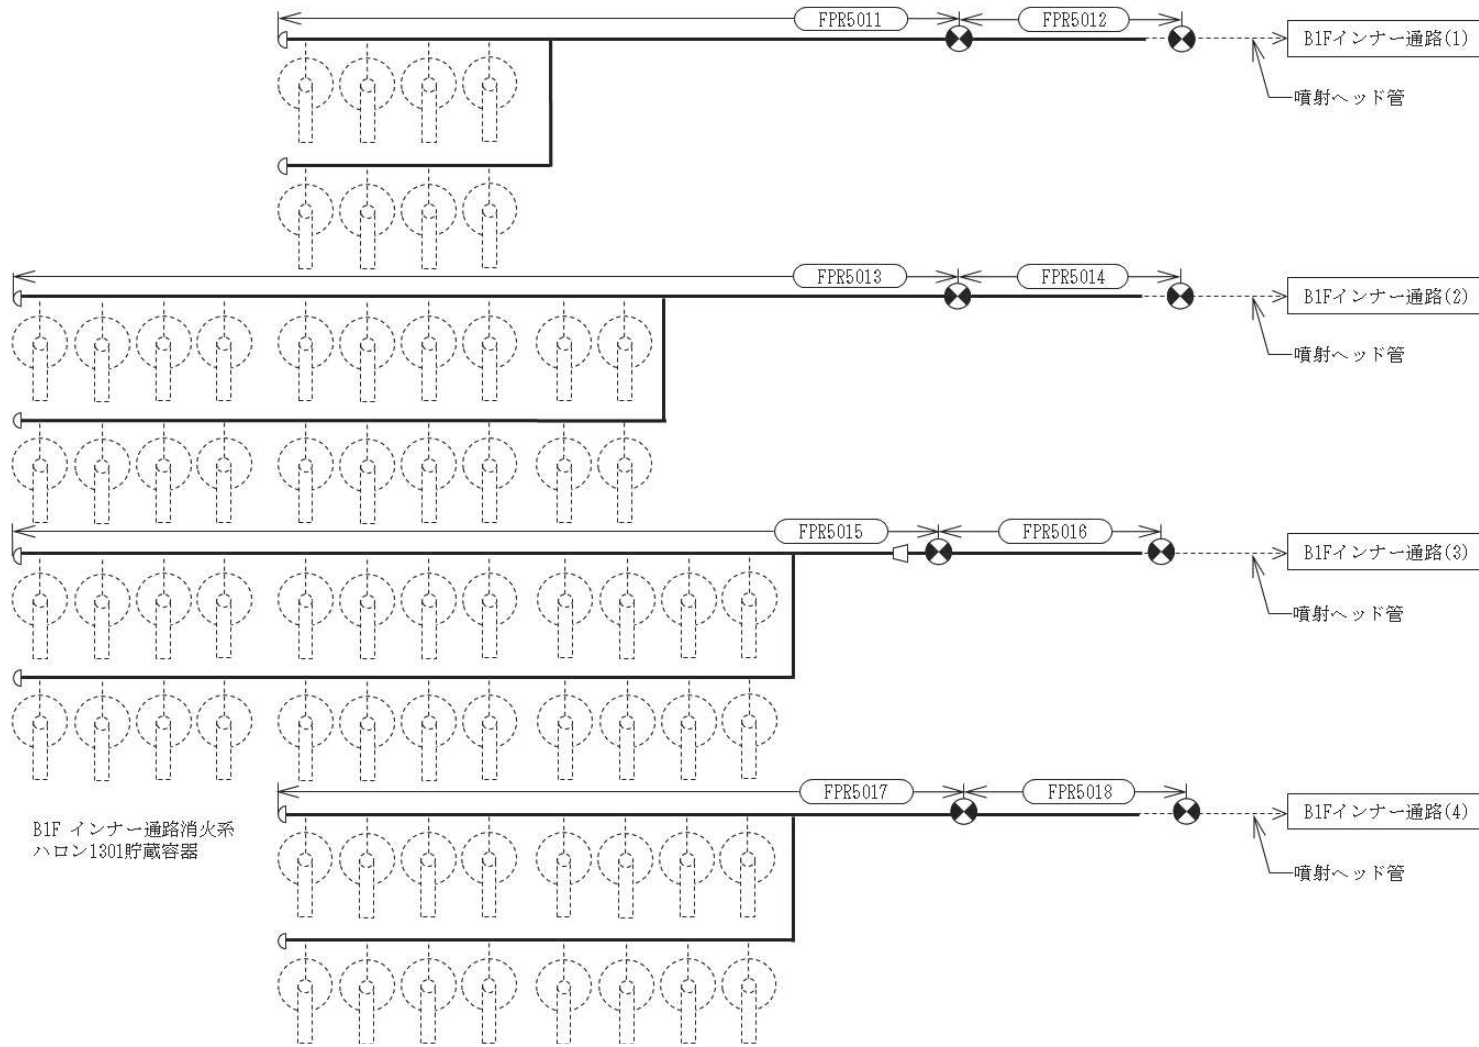 FPR5011
FPR5012
B1Fインナー通路(1)
噴射ヘッド管
FPR5013
FPR5014
B1Fインナー通路(2)
噴射ヘッド管
FPR5015
FPR5016
B1Fインナー通路(3)
噴射ヘッド管
FPR5017
FPR5018
B1Fインナー通路(4)
噴射ヘッド管
B1F インナー通路消火系
ハロン1301貯蔵容器